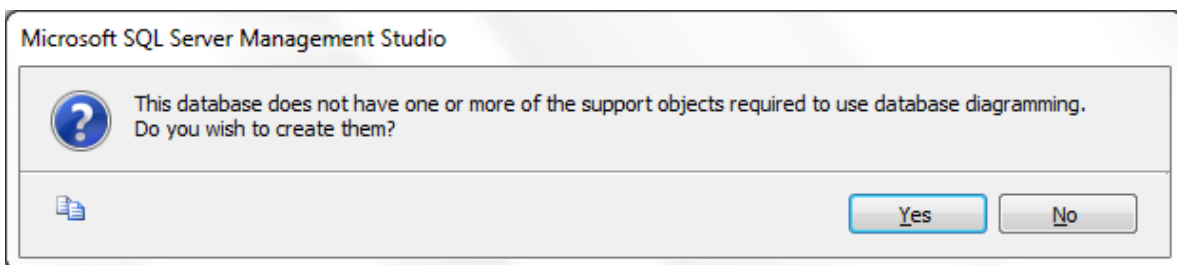 Microsoft SQL Server Management Studio
This database does not have one or more of the support objects required to use database diagramming.
Do you wish to create them?
Yes
No